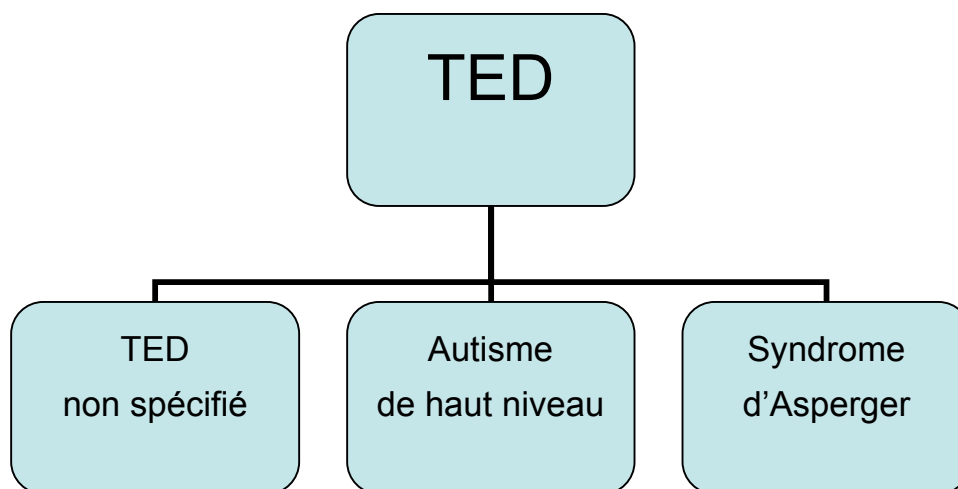 TED
TED
non spécifié
Autisme
de haut niveau
Syndrome
d’Asperger